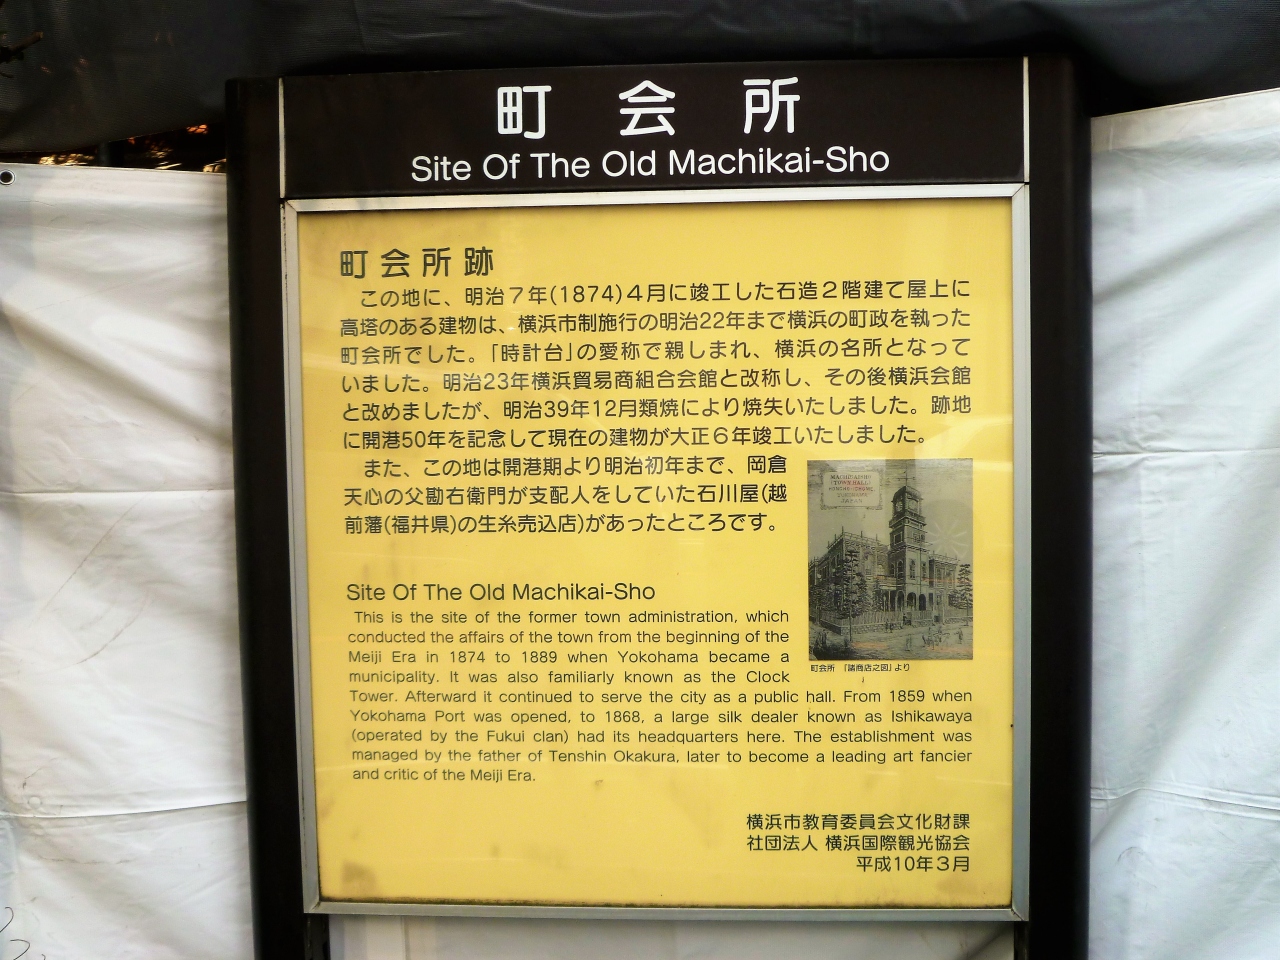 町会所
Site Of The Old Machikai-Sho
町会所跡
この地に、明治7年(1874)4月に竣工した石造2階建て屋上に
高塔のある建物は、横浜市制施行の明治22年まで横浜の町政を執った
町会所でした。「時計台」の愛称で親しまれ、横浜の名所となって
いました。明治23年横浜貿易商組合会館と改称し、その後横浜会館
と改めましたが、明治39年12月類焼により焼失いたしました。跡地
に開港50年を記念して現在の建物が大正6年竣工いたしました。
また、この地は開港期より明治初年まで、岡倉
天心の父勘右衛門が支配人をしていた石川屋(越
前藩(福井県)の生糸売込店)があったところです。
MACHIKAISHO
(TOWN HALL)
HONCHO-ICHOME
YOKOHAMA
JAPAN
町会所 「諸商店之図」より
Site Of The Old Machikai-Sho
This is the site of the former town administration, which
conducted the affairs of the town from the beginning of the
Meiji Era in 1874 to 1889 when Yokohama became a
municipality. It was also familiarly known as the Clock
Tower. Afterward it continued to serve the city as a public hall. From 1859 when
Yokohama Port was opened, to 1868, a large silk dealer known as Ishikawaya
(operated by the Fukui clan) had its headquarters here. The establishment was
managed by the father of Tenshin Okakura, later to become a leading art fancier
and critic of the Meiji Era.
横浜市教育委員会文化財課
社団法人 横浜国際観光協会
平成10年3月